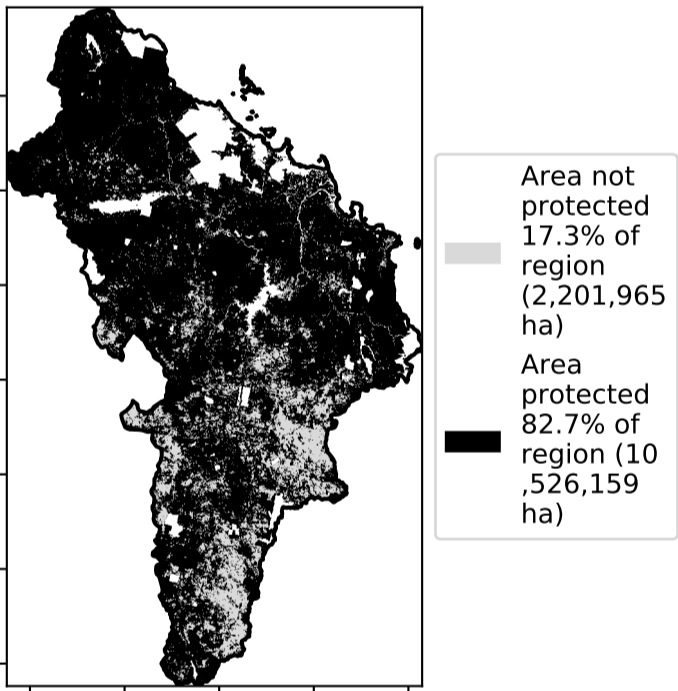 Area not
protected
17.3% of
region
(2,201,965
ha)
Area
protected
82.7% of
region (10
,526,159
ha)